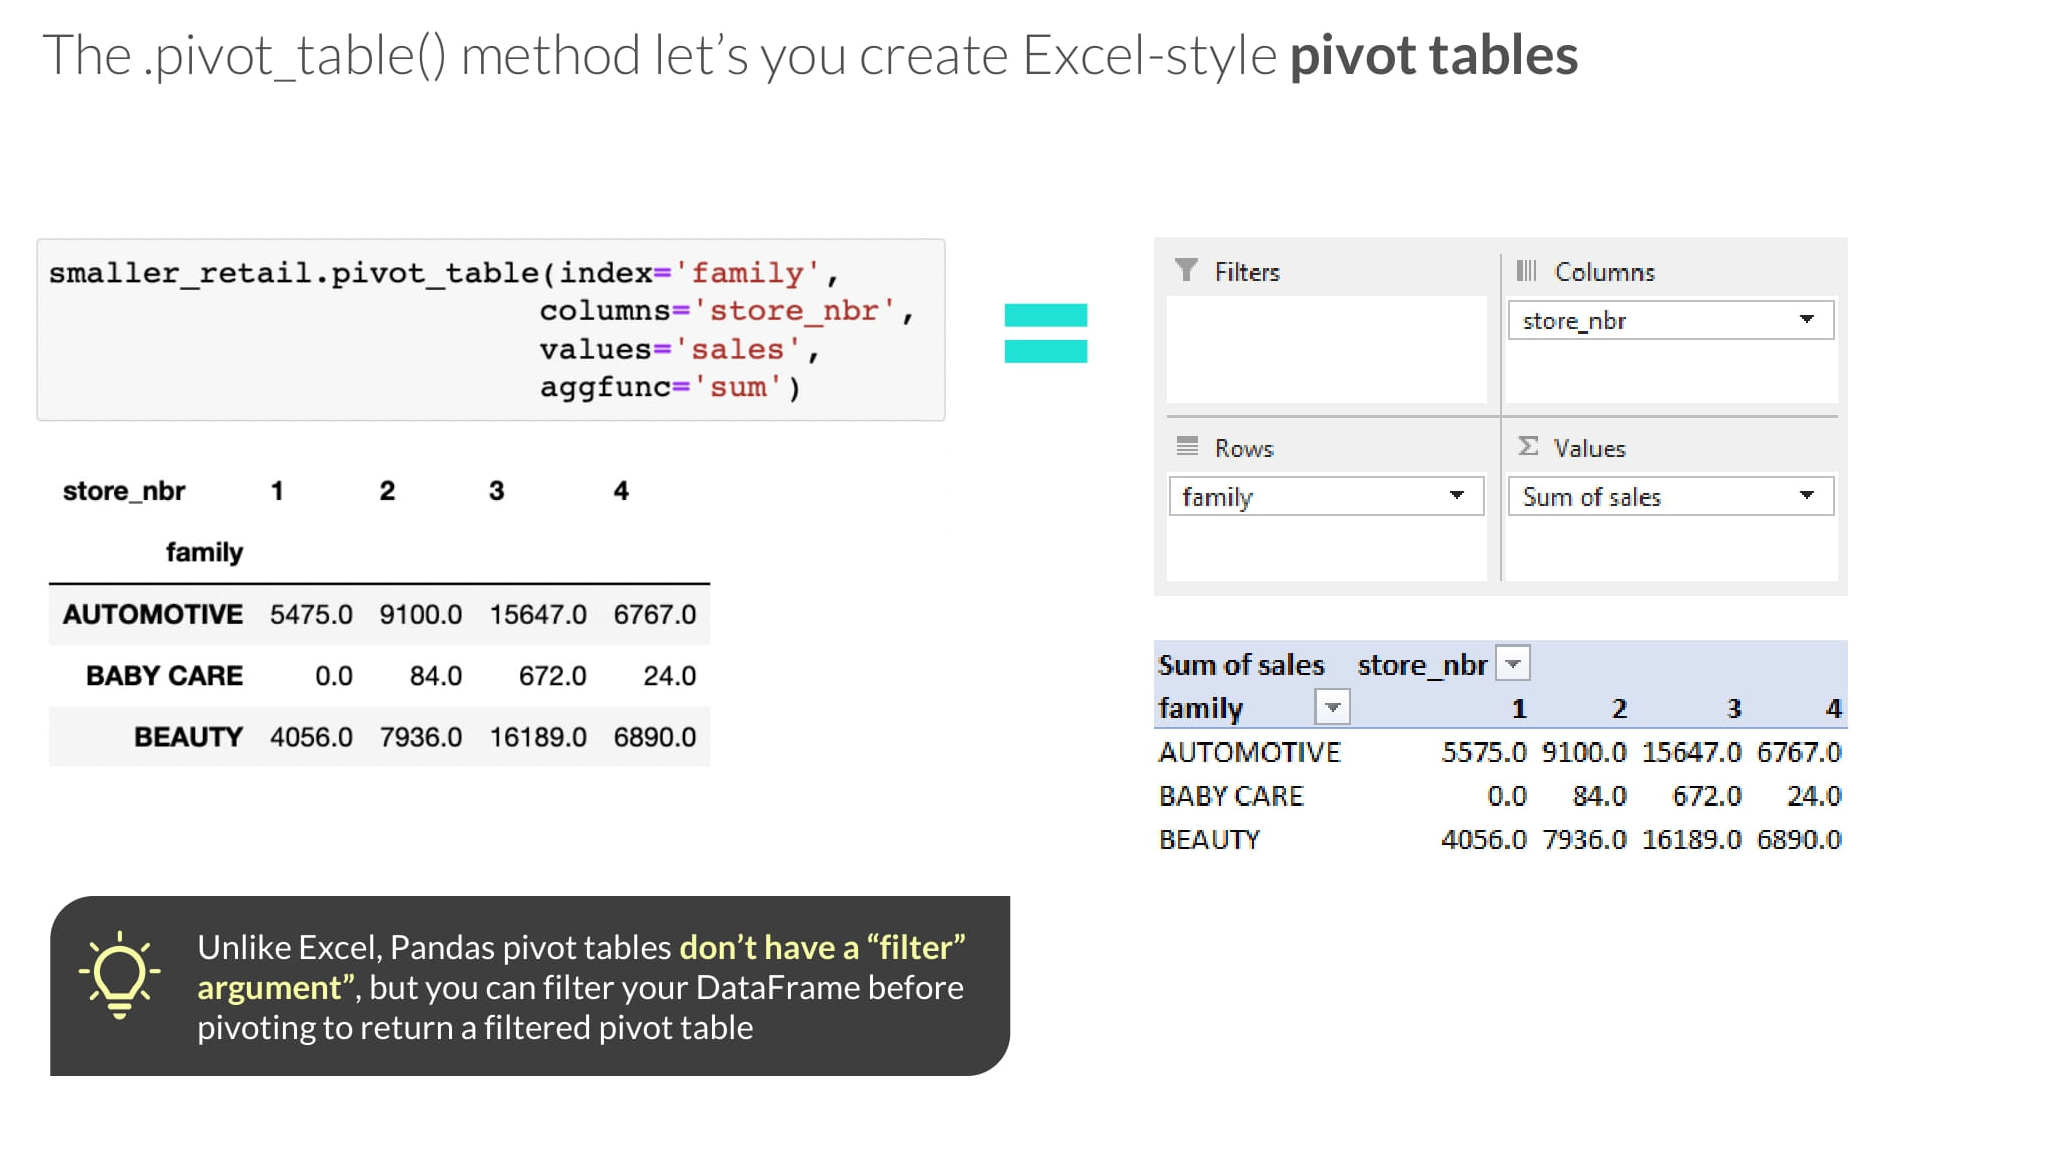 The .pivot_table() method let’s you create Excel-style pivot tables
smaller_retail.pivot_table(index='family',
columns='store_nbr',
values='sales',
aggfunc='sum')
store_nbr 1 2 3 4
family
AUTOMOTIVE 5475.0 9100.0 15647.0 6767.0
BABY CARE 0.0 84.0 672.0 24.0
BEAUTY 4056.0 7936.0 16189.0 6890.0
Filters
Columns
store_nbr
Rows
Σ Values
family
Sum of sales
Sum of sales store_nbr
family 1 2 3 4
AUTOMOTIVE 5575.0 9100.0 15647.0 6767.0
BABY CARE 0.0 84.0 672.0 24.0
BEAUTY 4056.0 7936.0 16189.0 6890.0
Unlike Excel, Pandas pivot tables don’t have a “filter”
argument”, but you can filter your DataFrame before
pivoting to return a filtered pivot table